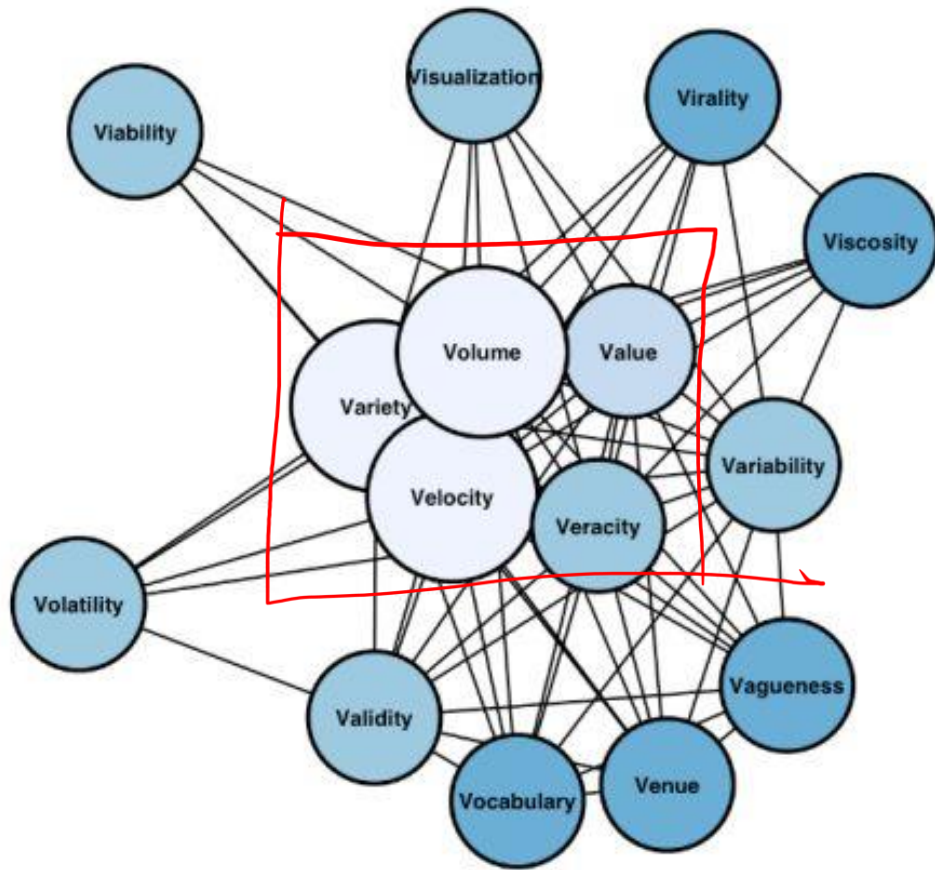 Visualization
Virality
Viability
Viscosity
Volume
Value
Variety
Variability
Velocity
Veracity
Volatility
Vagueness
Validity
Venue
Vocabulary